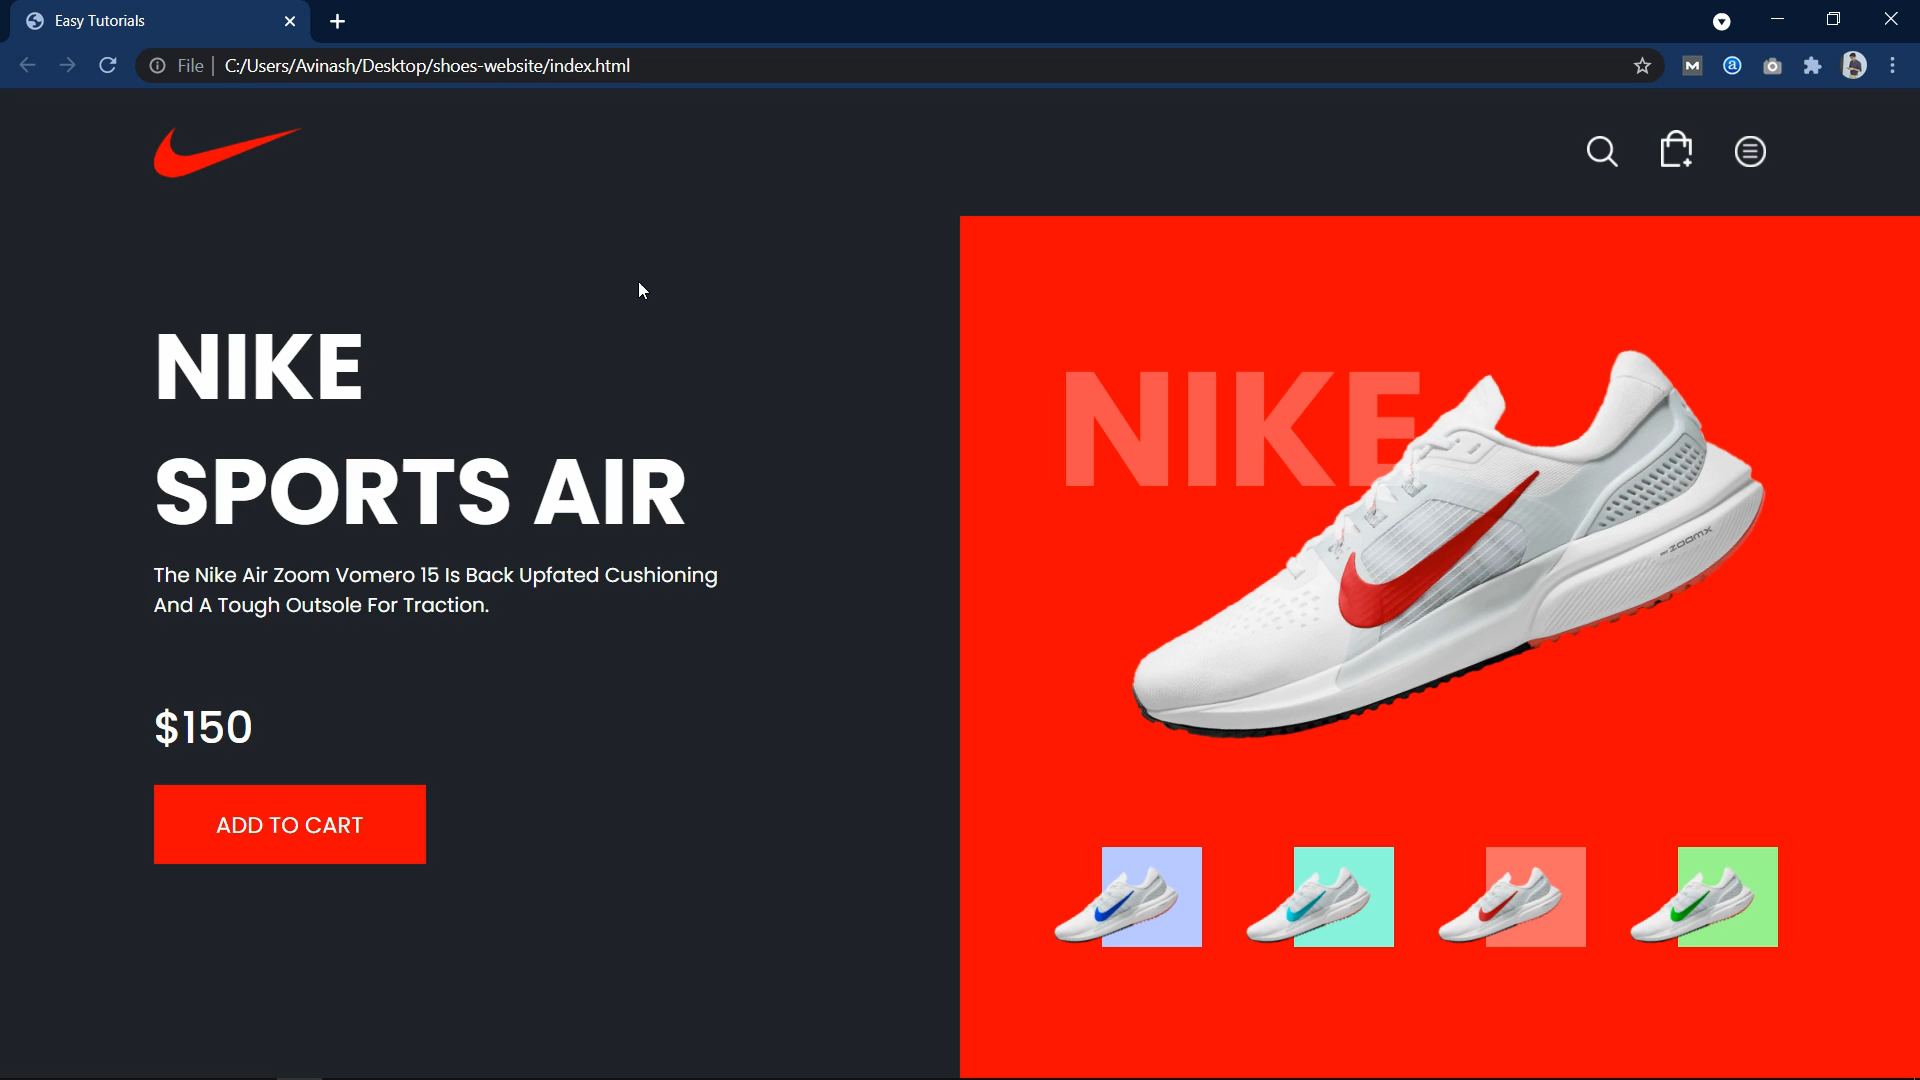 Easy Tutorials
File
C:/Users/Avinash/Desktop/shoes-website/index.html
M
a
NIKE
SPORTS AIR
The Nike Air Zoom Vomero 15 Is Back Upfated Cushioning
And A Tough Outsole For Traction.
$150
ADD TO CART
NIKE
ZOOMX